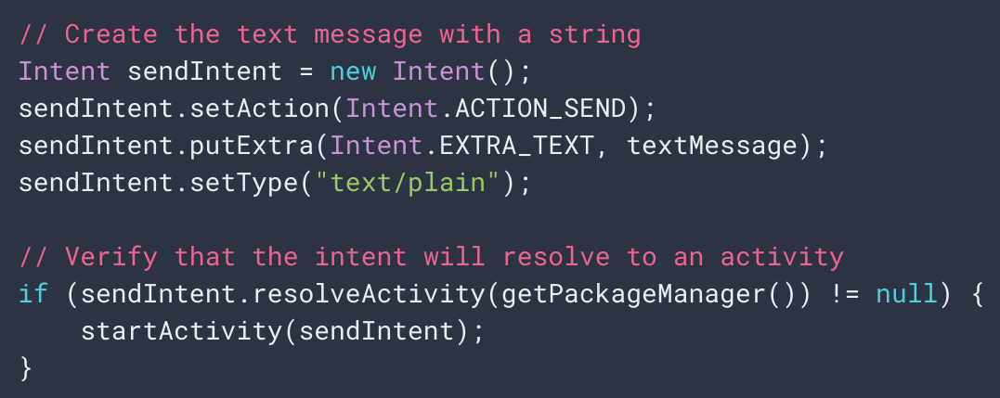 // Create the text message with a string
Intent sendIntent = new Intent();
sendIntent.setAction(Intent.ACTION_SEND);
sendIntent.putExtra(Intent.EXTRA_TEXT, textMessage);
sendIntent.setType("text/plain");

// Verify that the intent will resolve to an activity
if (sendIntent.resolveActivity(getPackageManager()) != null) {
    startActivity(sendIntent);
}